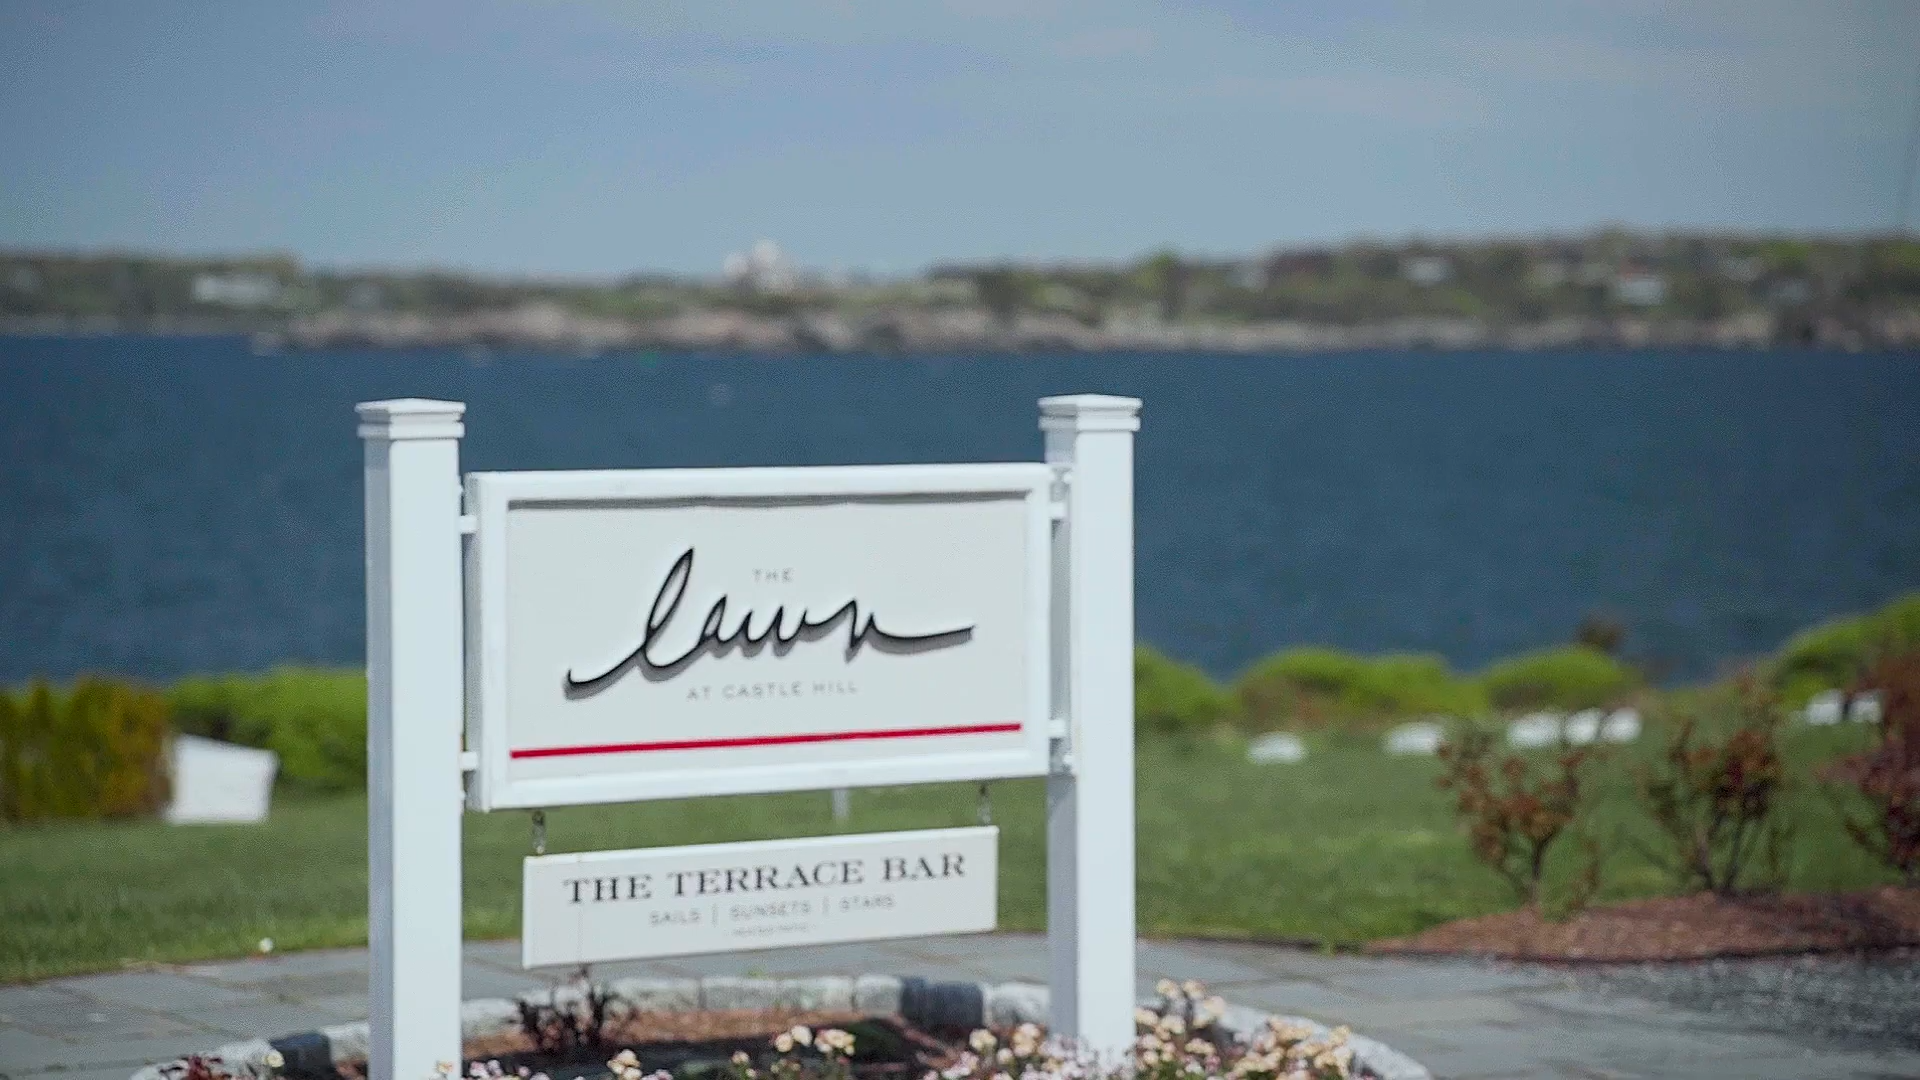 THE
lawn
AT CASTLE HILL
THE TERRACE BAR
SAILS | SUNSETS | STARS